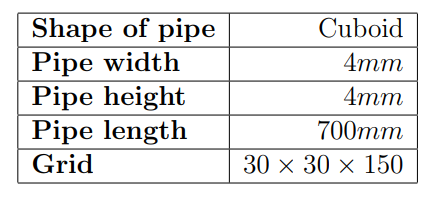 Shape of pipe Cuboid
Pipe width 4mm
Pipe height 4mm
Pipe length 700mm
Grid 30 × 30 × 150